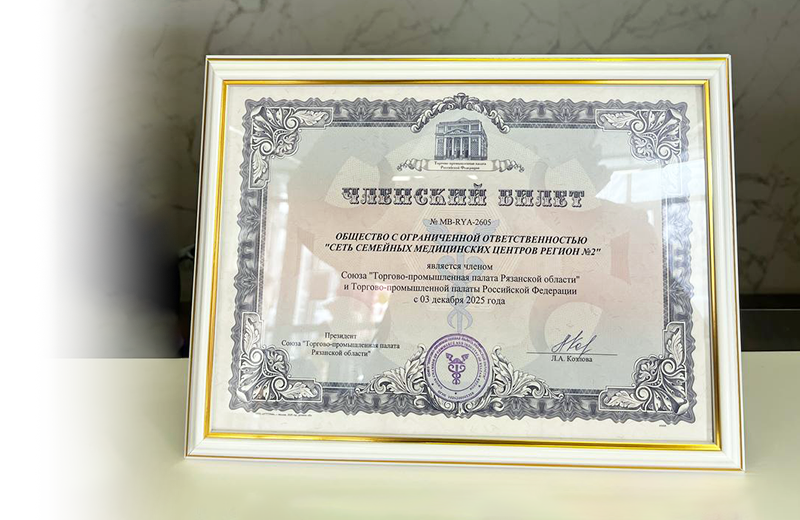 Торгово-промышленная палата
Российской Федерации
ЧЛЕНСКИЙ БИЛЕТ
№ MB-RYA-2605
ОБЩЕСТВО С ОГРАНИЧЕННОЙ ОТВЕТСТВЕННОСТЬЮ
"СЕТЬ СЕМЕЙНЫХ МЕДИЦИНСКИХ ЦЕНТРОВ РЕГИОН №2"
является членом
Союза "Торгово-промышленная палата Рязанской области"
и Торгово-промышленной палаты Российской Федерации
с 03 декабря 2025 года
Президент
Союза "Торгово-промышленная палата
Рязанской области"
Л.А. Козлова